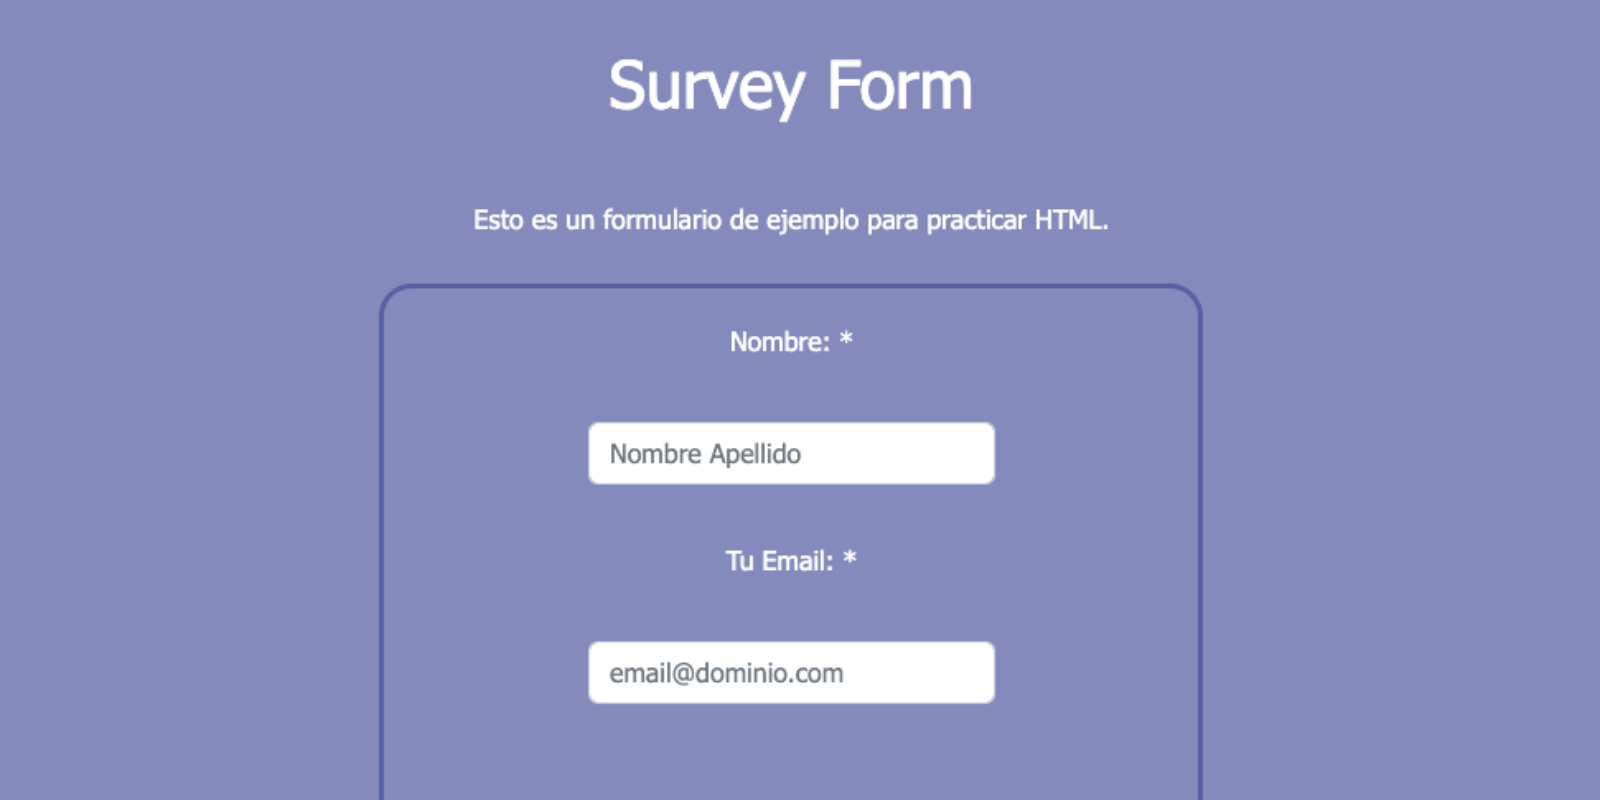 Survey Form
Esto es un formulario de ejemplo para practicar HTML.
Nombre: *
Nombre Apellido
Tu Email: *
email@dominio.com